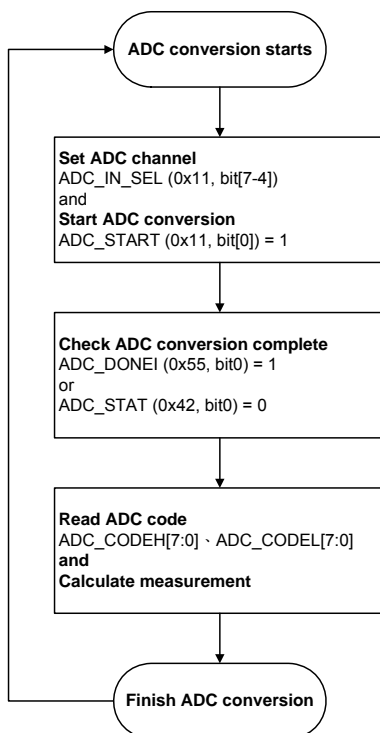 ADC conversion starts
Set ADC channel
ADC_IN_SEL (0x11, bit[7-4])
and
Start ADC conversion
ADC_START (0x11, bit[0]) = 1
Check ADC conversion complete
ADC_DONEI (0x55, bit0) = 1
or
ADC_STAT (0x42, bit0) = 0
Read ADC code
ADC_CODEH[7:0]、ADC_CODEL[7:0]
and
Calculate measurement
Finish ADC conversion